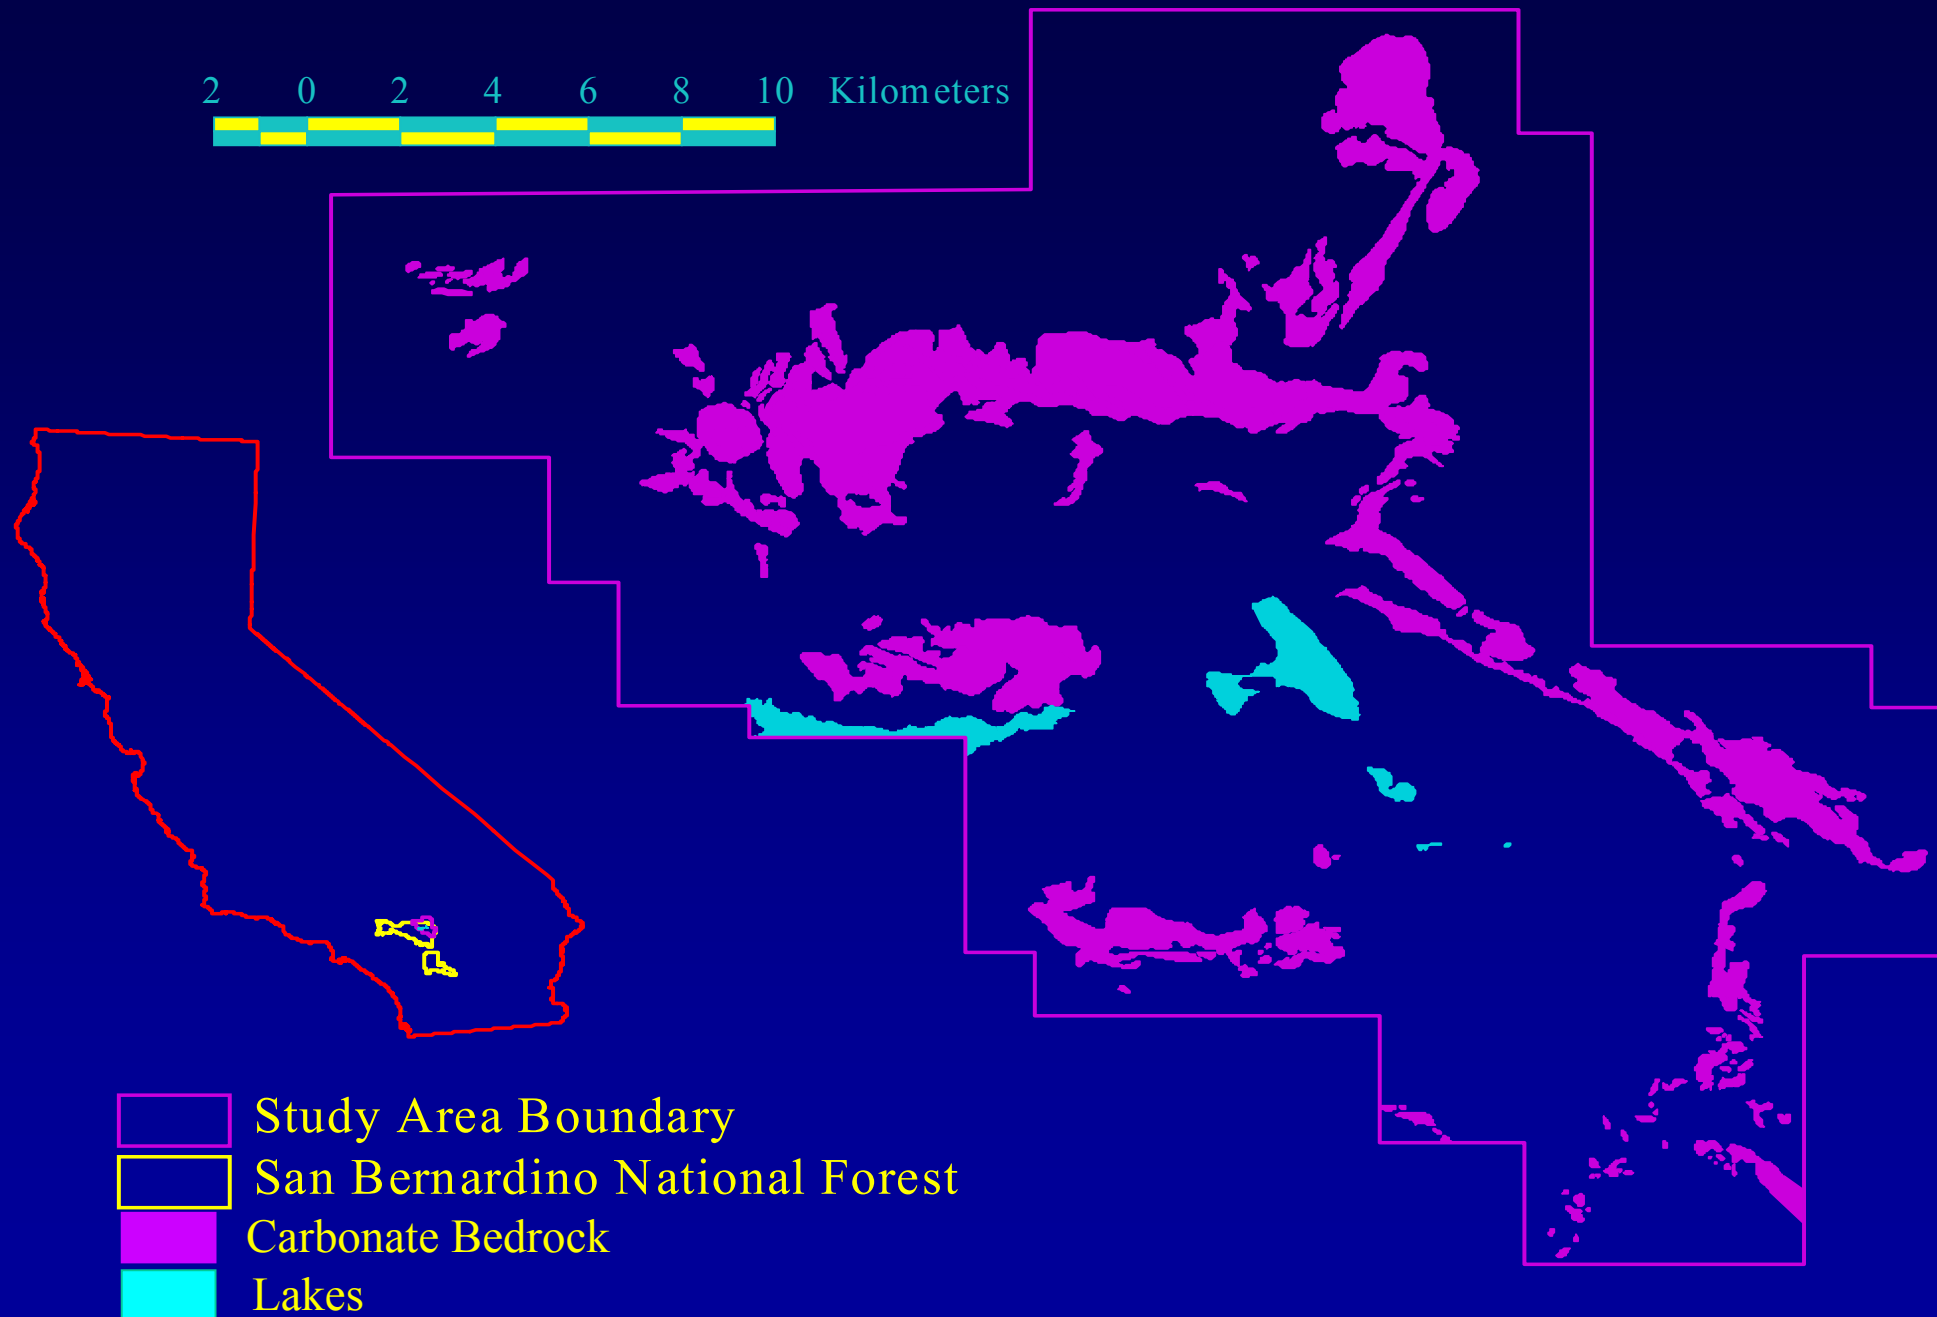 2 0 2 4 6 8 10 Kilometers
Study Area Boundary
San Bernardino National Forest
Carbonate Bedrock
Lakes